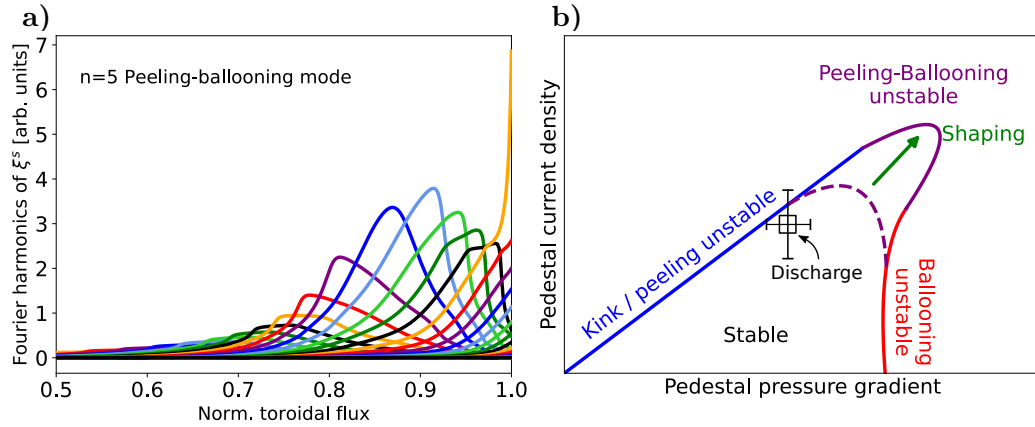 a)
n=5 Peeling-ballooning mode
Fourier harmonics of ξˢ [arb. units]
7
6
5
4
3
2
1
0
0.5 0.6 0.7 0.8 0.9 1.0
Norm. toroidal flux
b)
Peeling-Ballooning
unstable
Shaping
Pedestal current density
Kink / peeling unstable
Discharge
Stable
Ballooning
unstable
Pedestal pressure gradient